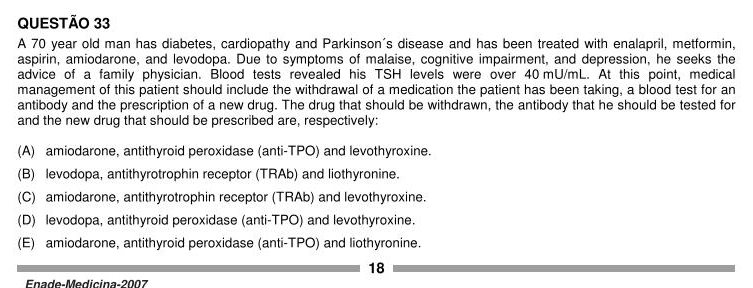 QUESTÃO 33
A 70 year old man has diabetes, cardiopathy and Parkinson´s disease and has been treated with enalapril, metformin,
aspirin, amiodarone, and levodopa. Due to symptoms of malaise, cognitive impairment, and depression, he seeks the
advice of a family physician. Blood tests revealed his TSH levels were over 40 mU/mL. At this point, medical
management of this patient should include the withdrawal of a medication the patient has been taking, a blood test for an
antibody and the prescription of a new drug. The drug that should be withdrawn, the antibody that he should be tested for
and the new drug that should be prescribed are, respectively:
(A) amiodarone, antithyroid peroxidase (anti-TPO) and levothyroxine.
(B) levodopa, antithyrotrophin receptor (TRAb) and liothyronine.
(C) amiodarone, antithyrotrophin receptor (TRAb) and levothyroxine.
(D) levodopa, antithyroid peroxidase (anti-TPO) and levothyroxine.
(E) amiodarone, antithyroid peroxidase (anti-TPO) and liothyronine.
18
Enade-Medicina-2007